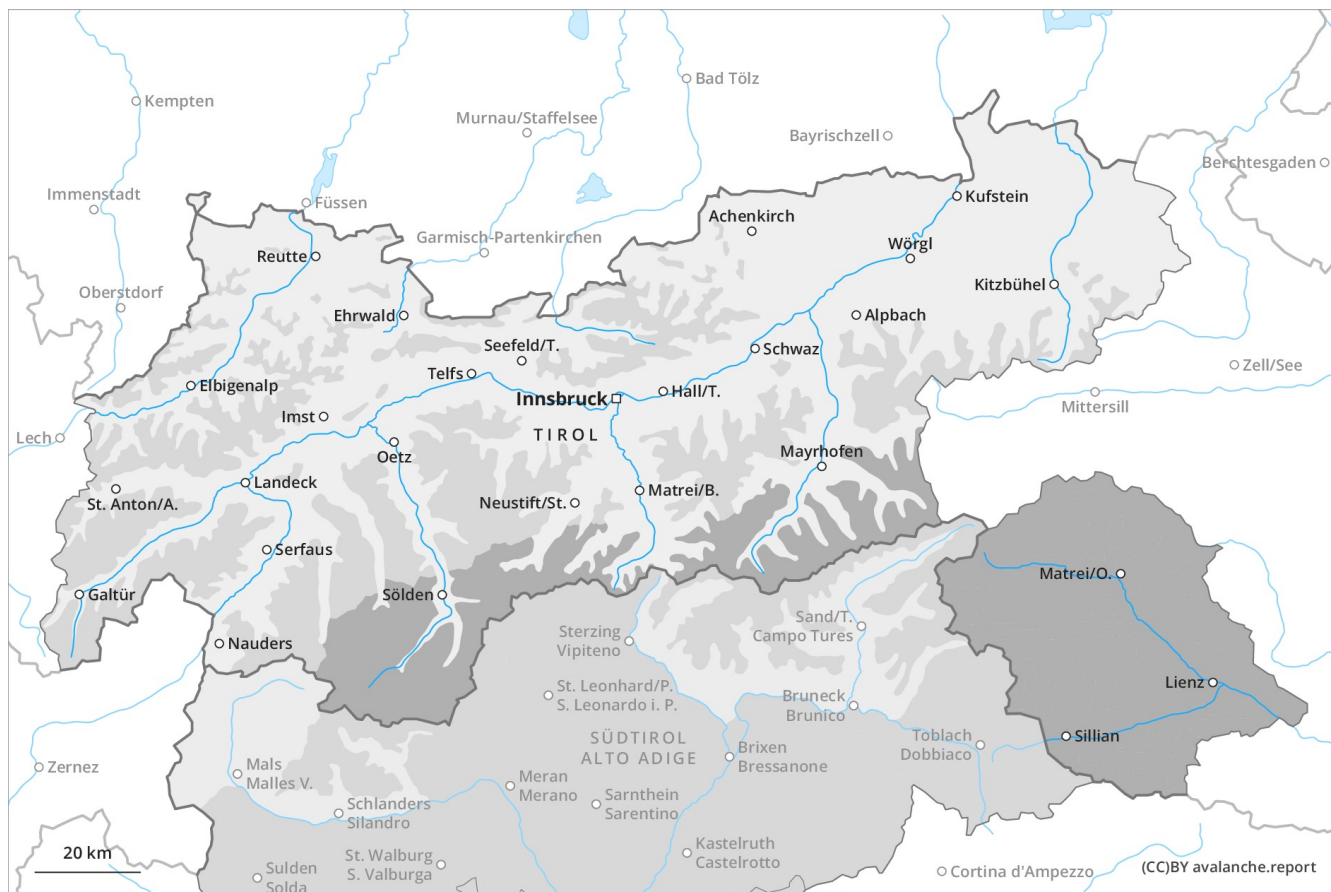 Kempten
Bad Tölz
Murnau/Staffelsee
Bayrischzell
Berchtesgaden
Immenstadt
Füssen
Kufstein
Achenkirch
Garmisch-Partenkirchen
Wörgl
Reutte
Kitzbühel
Oberstdorf
Ehrwald
Alpbach
Seefeld/T.
Schwaz
Zell/See
Telfs
Elbigenalp
Hall/T.
Innsbruck
Mittersill
Imst
TIROL
Lech
Oetz
Mayrhofen
Landeck
Matrei/B.
St. Anton/A.
Neustift/St.
Serfaus
Matrei/O.
Galtür
Sölden
Sand/T.
Campo Tures
Sterzing
Vipiteno
Nauders
Lienz
St. Leonhard/P.
S. Leonardo i. P.
Bruneck
Brunico
Sillian
Toblach
Dobbiaco
SÜDTIROL
ALTO ADIGE
Brixen
Bressanone
Zernez
Mals
Malles V.
Meran
Merano
Schlanders
Silandro
Sarnthein
Sarentino
Kastelruth
Castelrotto
20 km
St. Walburg
S. Valburga
Sulden
Solda
Cortina d'Ampezzo
(CC)BY avalanche.report